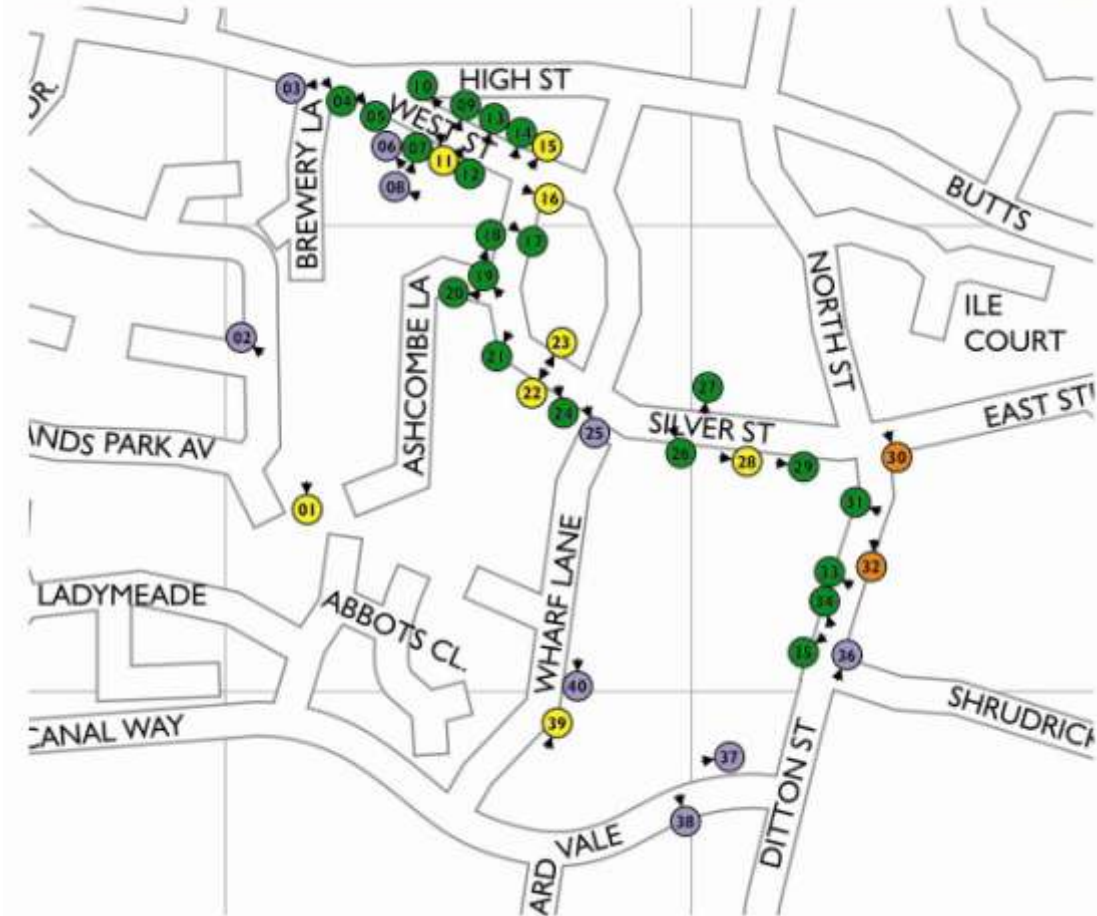 DR.
03
04
05
10
HIGH ST
09
13
14
15
WEST ST
06
07
11
12
08
BREWERY LA
16
BUTTS
18
17
19
20
ASHCOMBE LA
NORTH ST
ILE
COURT
02
21
23
22
24
25
27
SILVER ST
26
28
29
EAST ST
30
ANDS PARK AV
01
31
32
33
34
LADYMEADE
ABBOTS CL.
WHARF LANE
36
40
39
SHRUDRICK
CANAL WAY
37
38
DITTON ST
ARD VALE